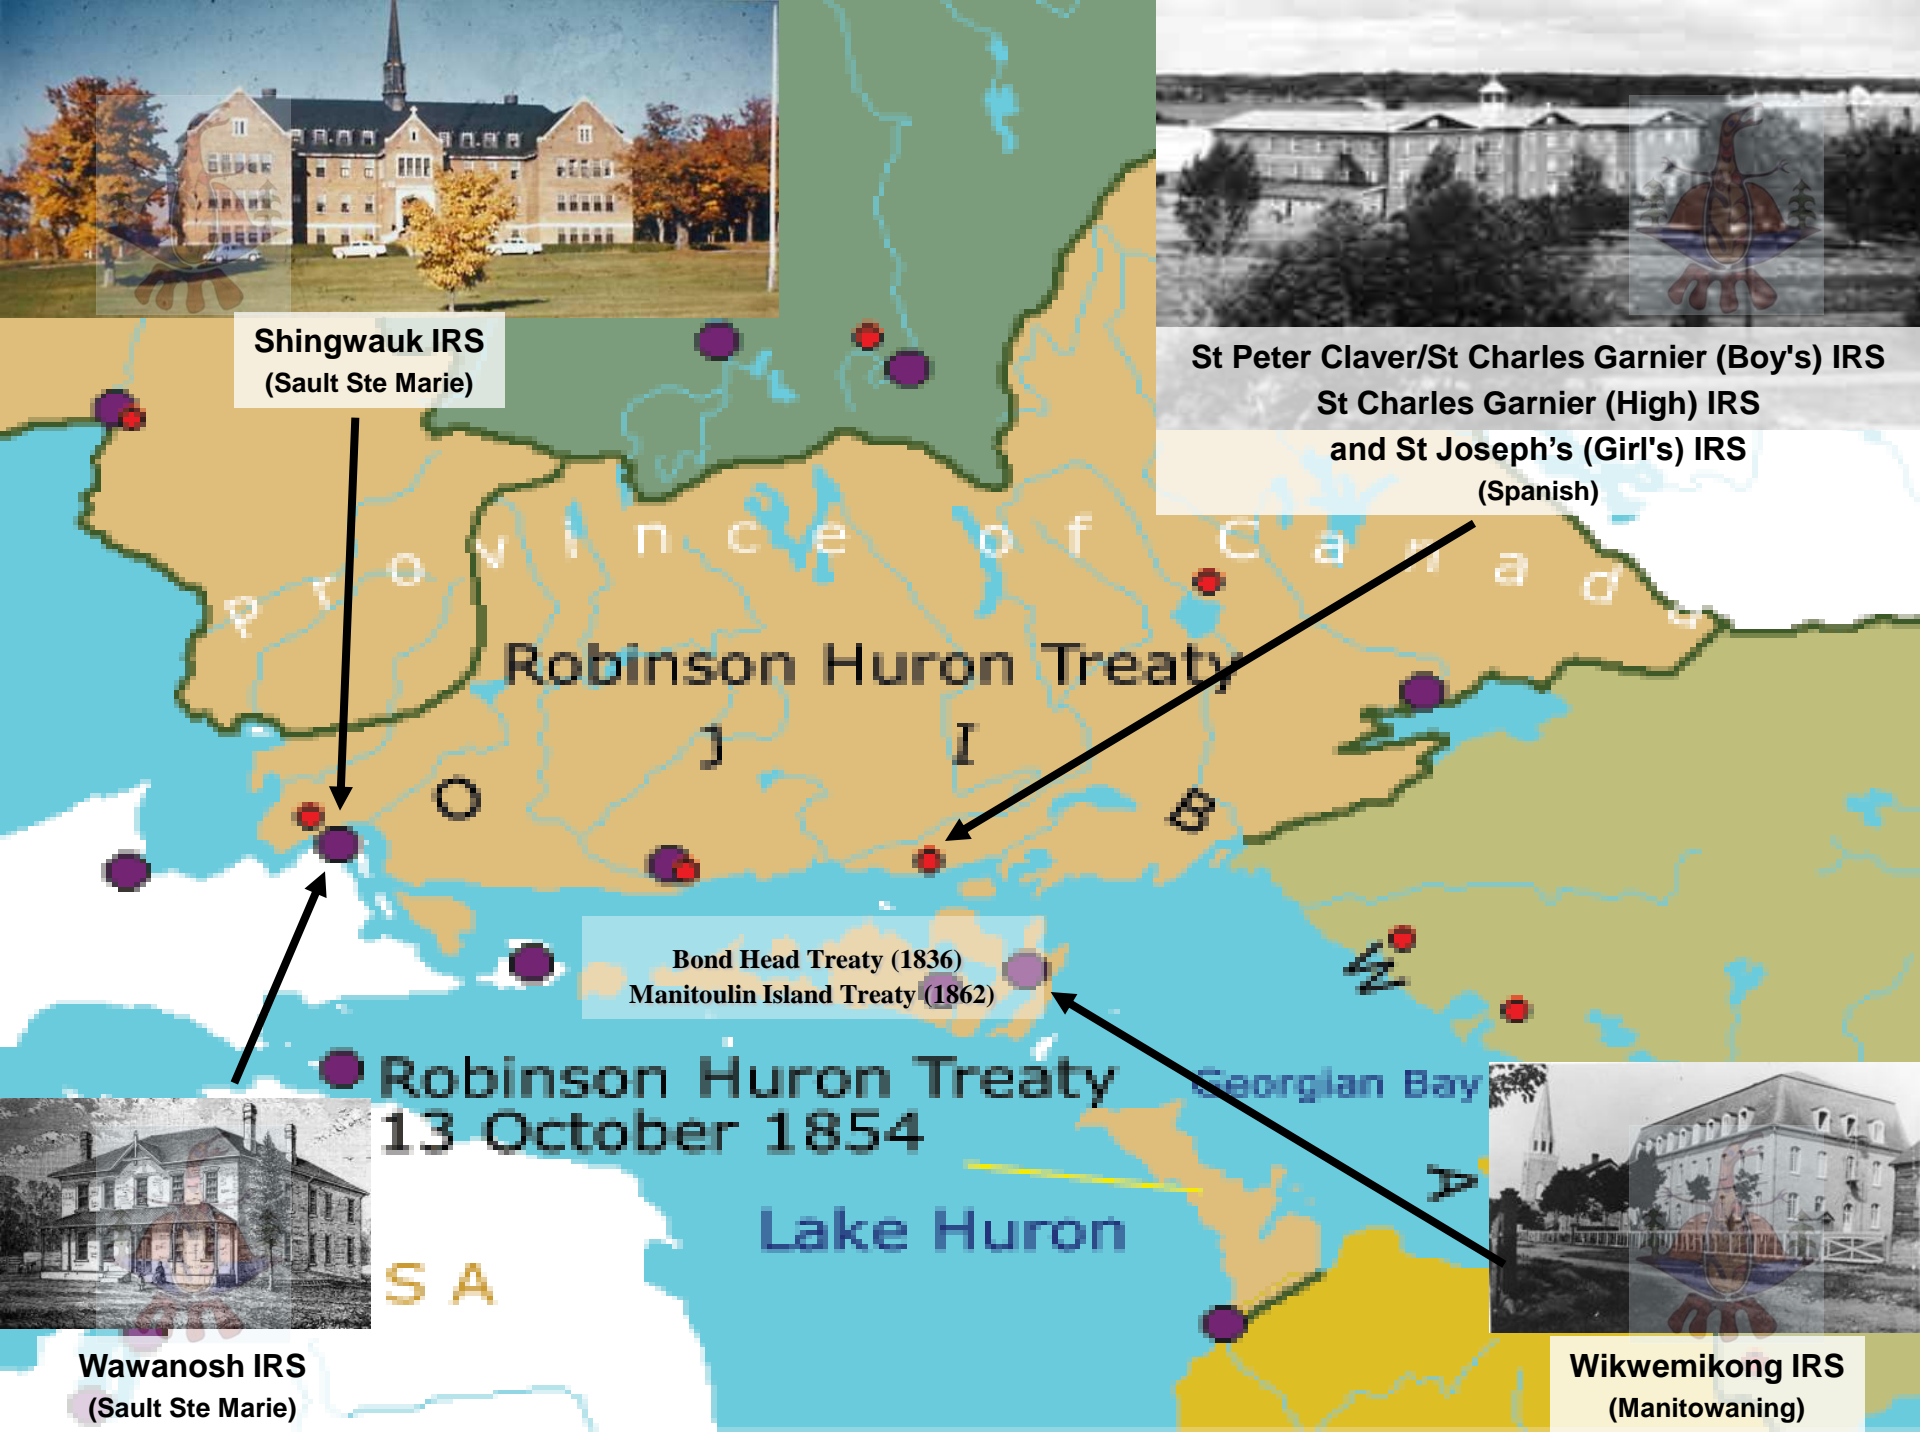 Shingwauk IRS
(Sault Ste Marie)
St Peter Claver/St Charles Garnier (Boy's) IRS
St Charles Garnier (High) IRS
and St Joseph’s (Girl's) IRS
(Spanish)
Province of Canada
Robinson Huron Treaty
O J I B W A
Bond Head Treaty (1836)
Manitoulin Island Treaty (1862)
Robinson Huron Treaty
13 October 1854
Georgian Bay
Lake Huron
S A
Wawanosh IRS
(Sault Ste Marie)
Wikwemikong IRS
(Manitowaning)